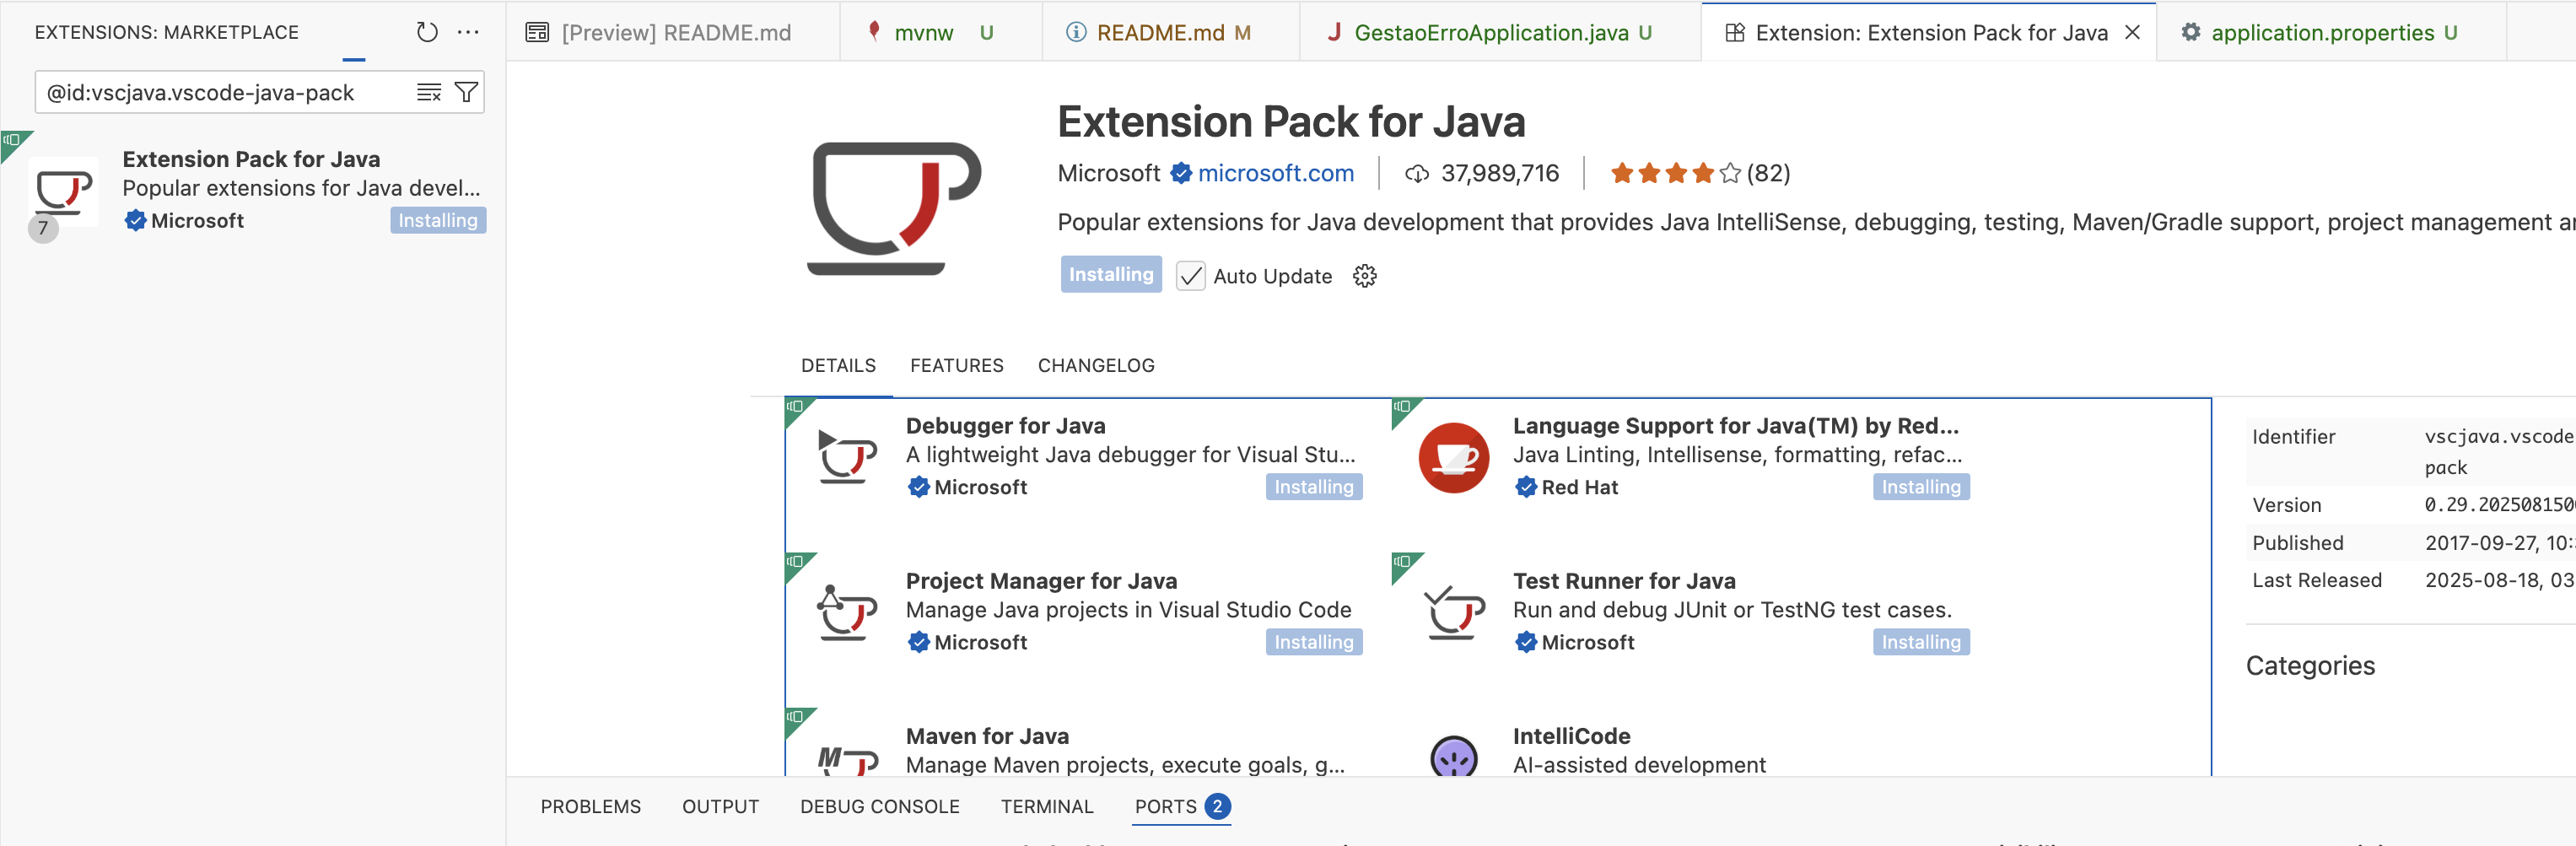 EXTENSIONS: MARKETPLACE
@id:vscjava.vscode-java-pack
Extension Pack for Java
Popular extensions for Java devel...
Microsoft
Installing
7
[Preview] README.md
mvnw U
README.md M
GestaoErroApplication.java U
Extension: Extension Pack for Java
application.properties U
Extension Pack for Java
Microsoft microsoft.com 37,989,716 (82)
Popular extensions for Java development that provides Java IntelliSense, debugging, testing, Maven/Gradle support, project management
Installing Auto Update
DETAILS FEATURES CHANGELOG
Debugger for Java
A lightweight Java debugger for Visual Stu...
Microsoft Installing
Language Support for Java(TM) by Red...
Java Linting, Intellisense, formatting, refac...
Red Hat Installing
Project Manager for Java
Manage Java projects in Visual Studio Code
Microsoft Installing
Test Runner for Java
Run and debug JUnit or TestNG test cases.
Microsoft Installing
Maven for Java
Manage Maven projects, execute goals, g...
IntelliCode
AI-assisted development
Identifier vscjava.vscode
pack
Version 0.29.202508150
Published 2017-09-27, 10:
Last Released 2025-08-18, 03
Categories
PROBLEMS OUTPUT DEBUG CONSOLE TERMINAL PORTS 2